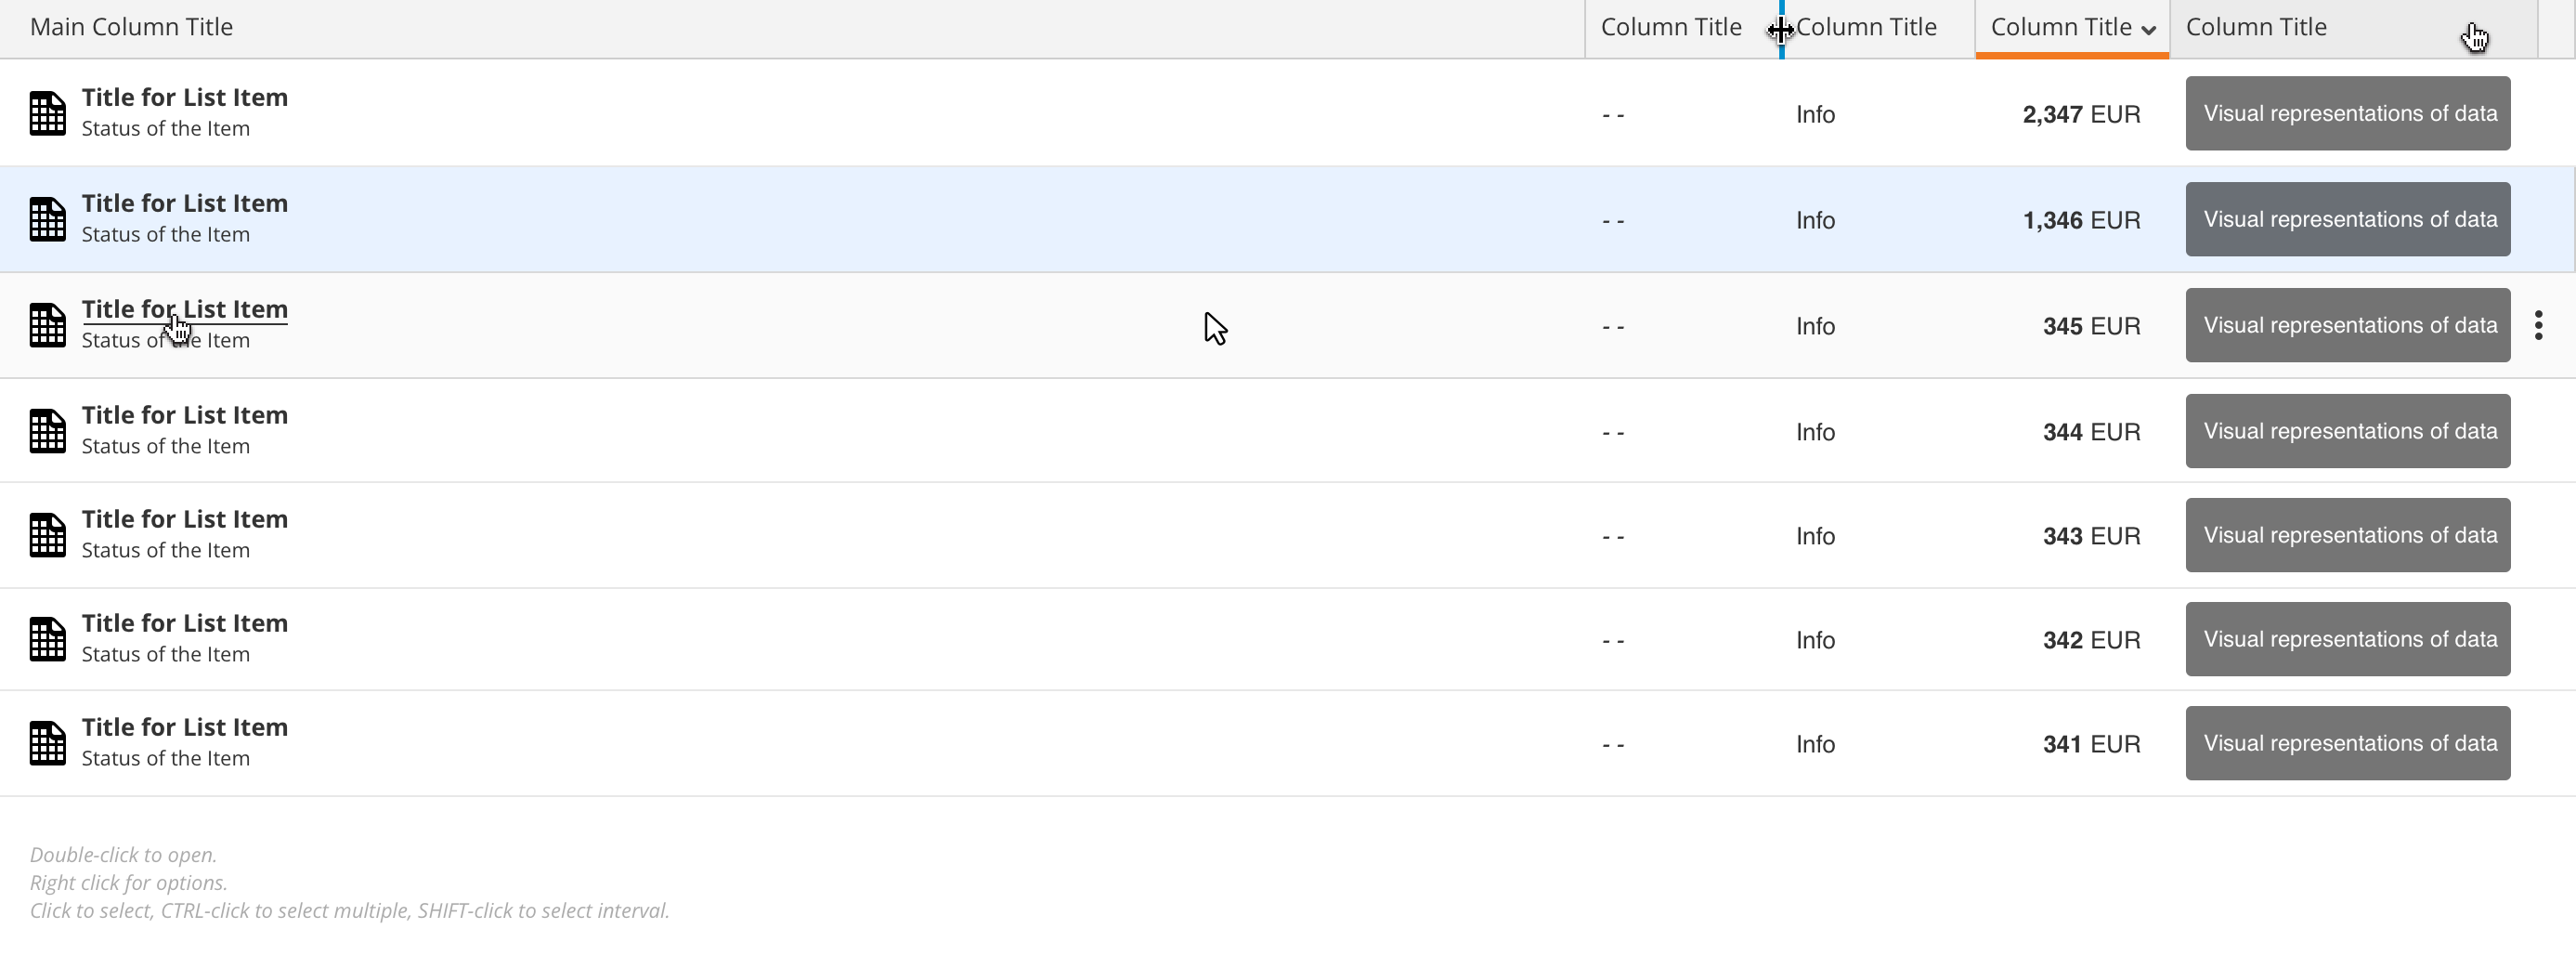 Main Column Title Column Title Column Title Column Title Column Title
Title for List Item
Status of the Item
- - Info 2,347 EUR Visual representations of data
Title for List Item
Status of the Item
- - Info 1,346 EUR Visual representations of data
Title for List Item
Status of the Item
- - Info 345 EUR Visual representations of data
Title for List Item
Status of the Item
- - Info 344 EUR Visual representations of data
Title for List Item
Status of the Item
- - Info 343 EUR Visual representations of data
Title for List Item
Status of the Item
- - Info 342 EUR Visual representations of data
Title for List Item
Status of the Item
- - Info 341 EUR Visual representations of data
Double-click to open.
Right click for options.
Click to select, CTRL-click to select multiple, SHIFT-click to select interval.